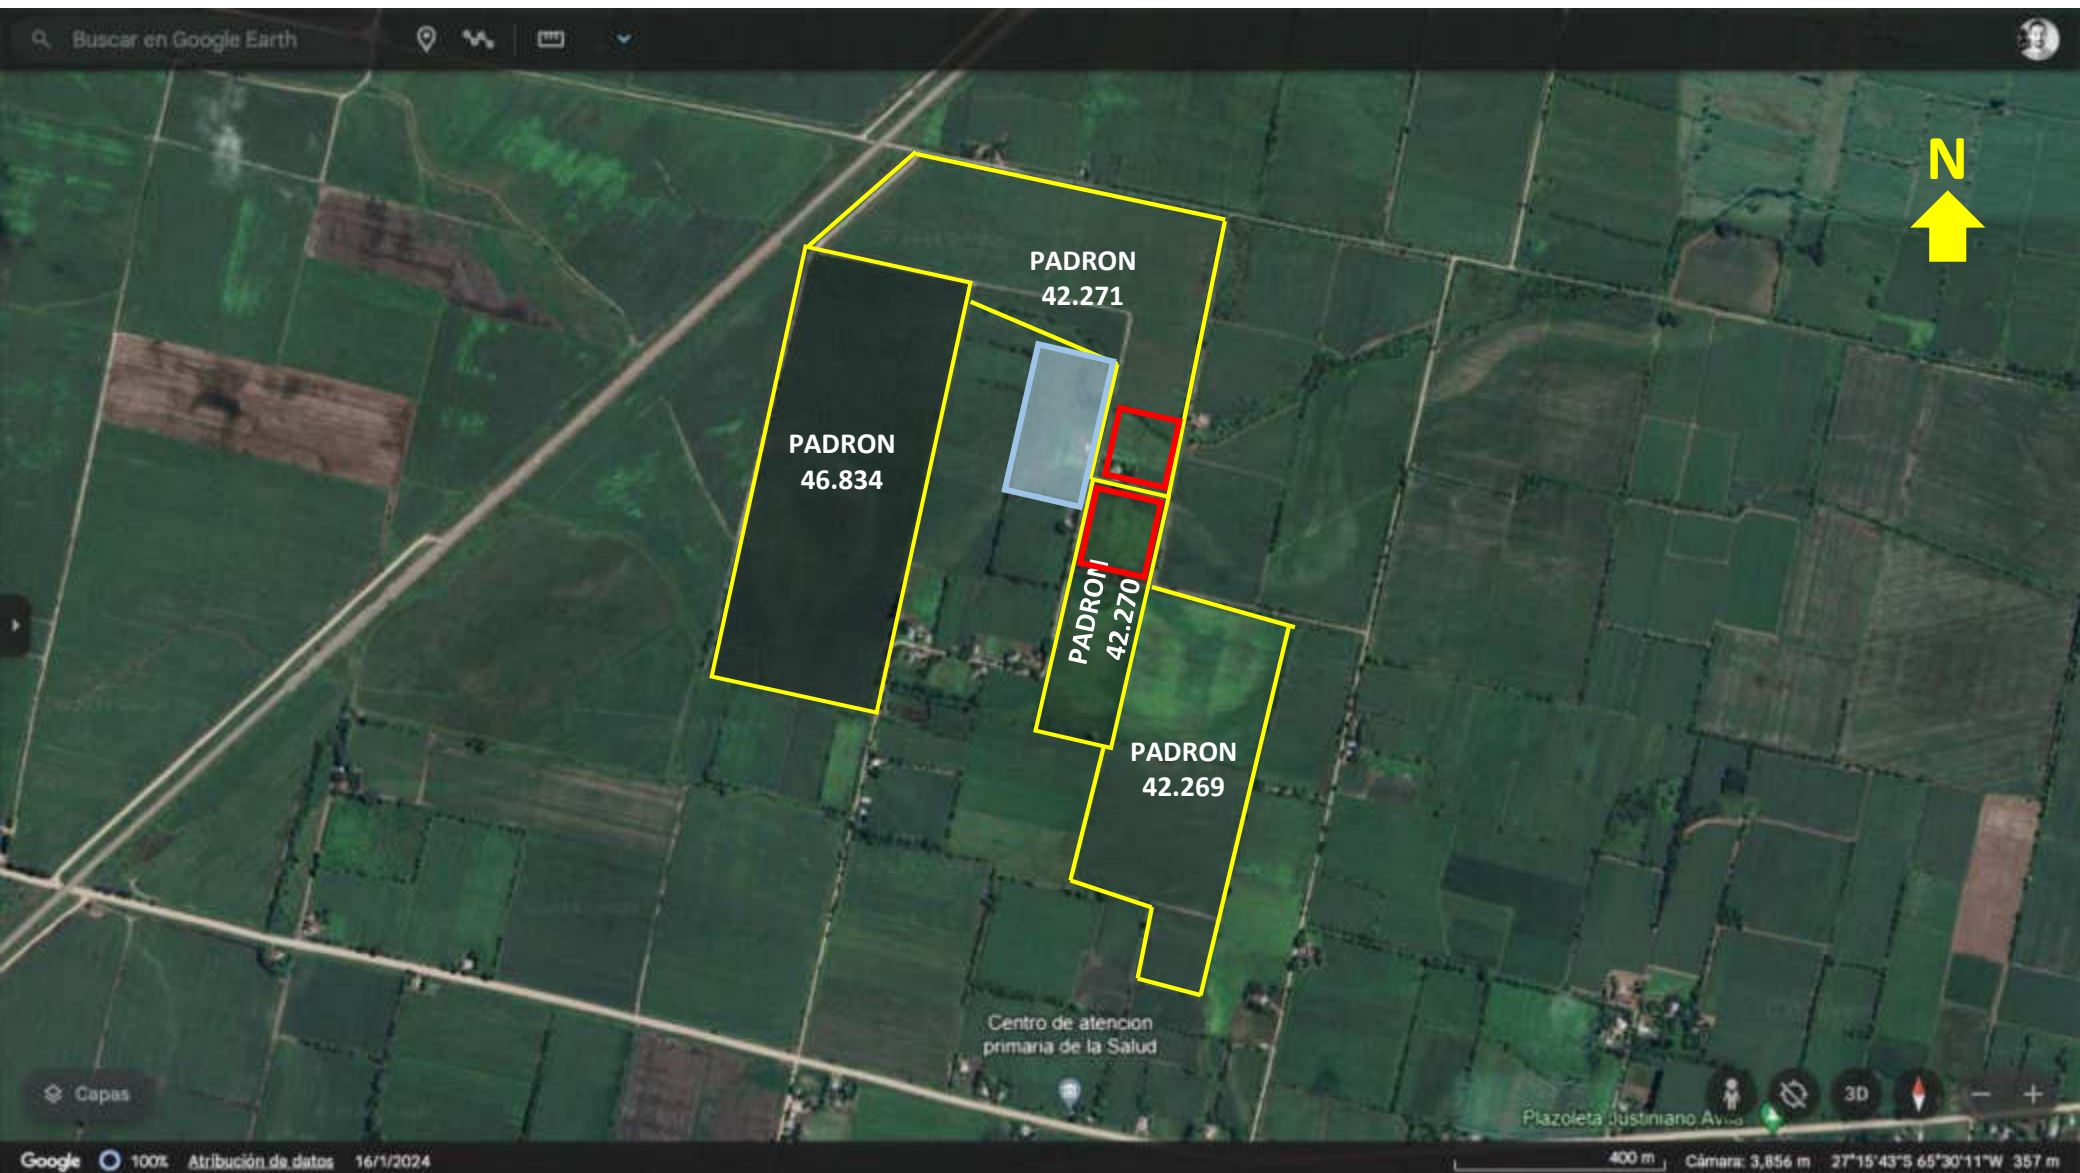 Buscar en Google Earth
N
PADRON
42.271
PADRON
46.834
PADRON
42.270
PADRON
42.269
Centro de atencion
primaria de la Salud
Capas
3D
Plazoleta Justiniano Avila
Google 100% Atribución de datos 16/1/2024
400 m Cámara: 3,856 m 27°15'43"S 65°30'11"W 357 m